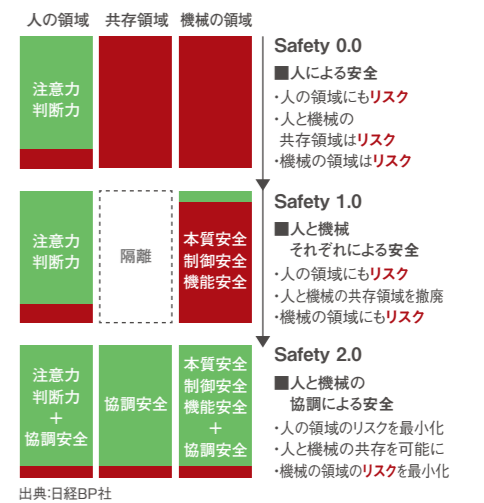 人の領域 共存領域 機械の領域
注意力
判断力
Safety 0.0
■人による安全
・人の領域にもリスク
・人と機械の
共存領域はリスク
・機械の領域はリスク
注意力
判断力
隔離
本質安全
制御安全
機能安全
Safety 1.0
■人と機械
それぞれによる安全
・人の領域にもリスク
・人と機械の共存領域を撤廃
・機械の領域にもリスク
注意力
判断力
+
協調安全
協調安全
本質安全
制御安全
機能安全
+
協調安全
Safety 2.0
■人と機械の
協調による安全
・人の領域のリスクを最小化
・人と機械の共存を可能に
・機械の領域のリスクを最小化
出典:日経BP社